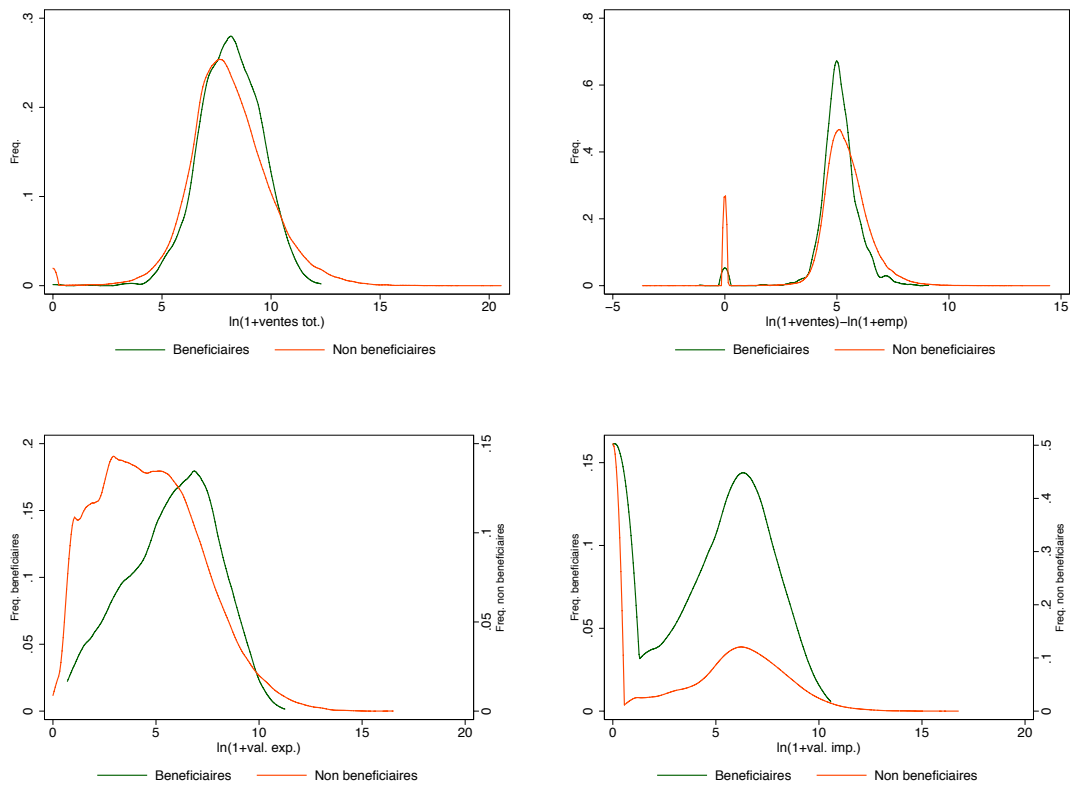 Freq.
0
.1
.2
.3
0
5
10
15
20
ln(1+ventes tot.)
Beneficiaires
Non beneficiaires
Freq.
0
.2
.4
.6
.8
−5
0
5
10
15
ln(1+ventes)−ln(1+emp)
Beneficiaires
Non beneficiaires
Freq. beneficiaires
0
.05
.1
.15
.2
Freq. non beneficiaires
0
.05
.1
.15
0
5
10
15
20
ln(1+val. exp.)
Beneficiaires
Non beneficiaires
Freq. beneficiaires
0
.05
.1
.15
Freq. non beneficiaires
0
.1
.2
.3
.4
.5
0
5
10
15
20
ln(1+val. imp.)
Beneficiaires
Non beneficiaires